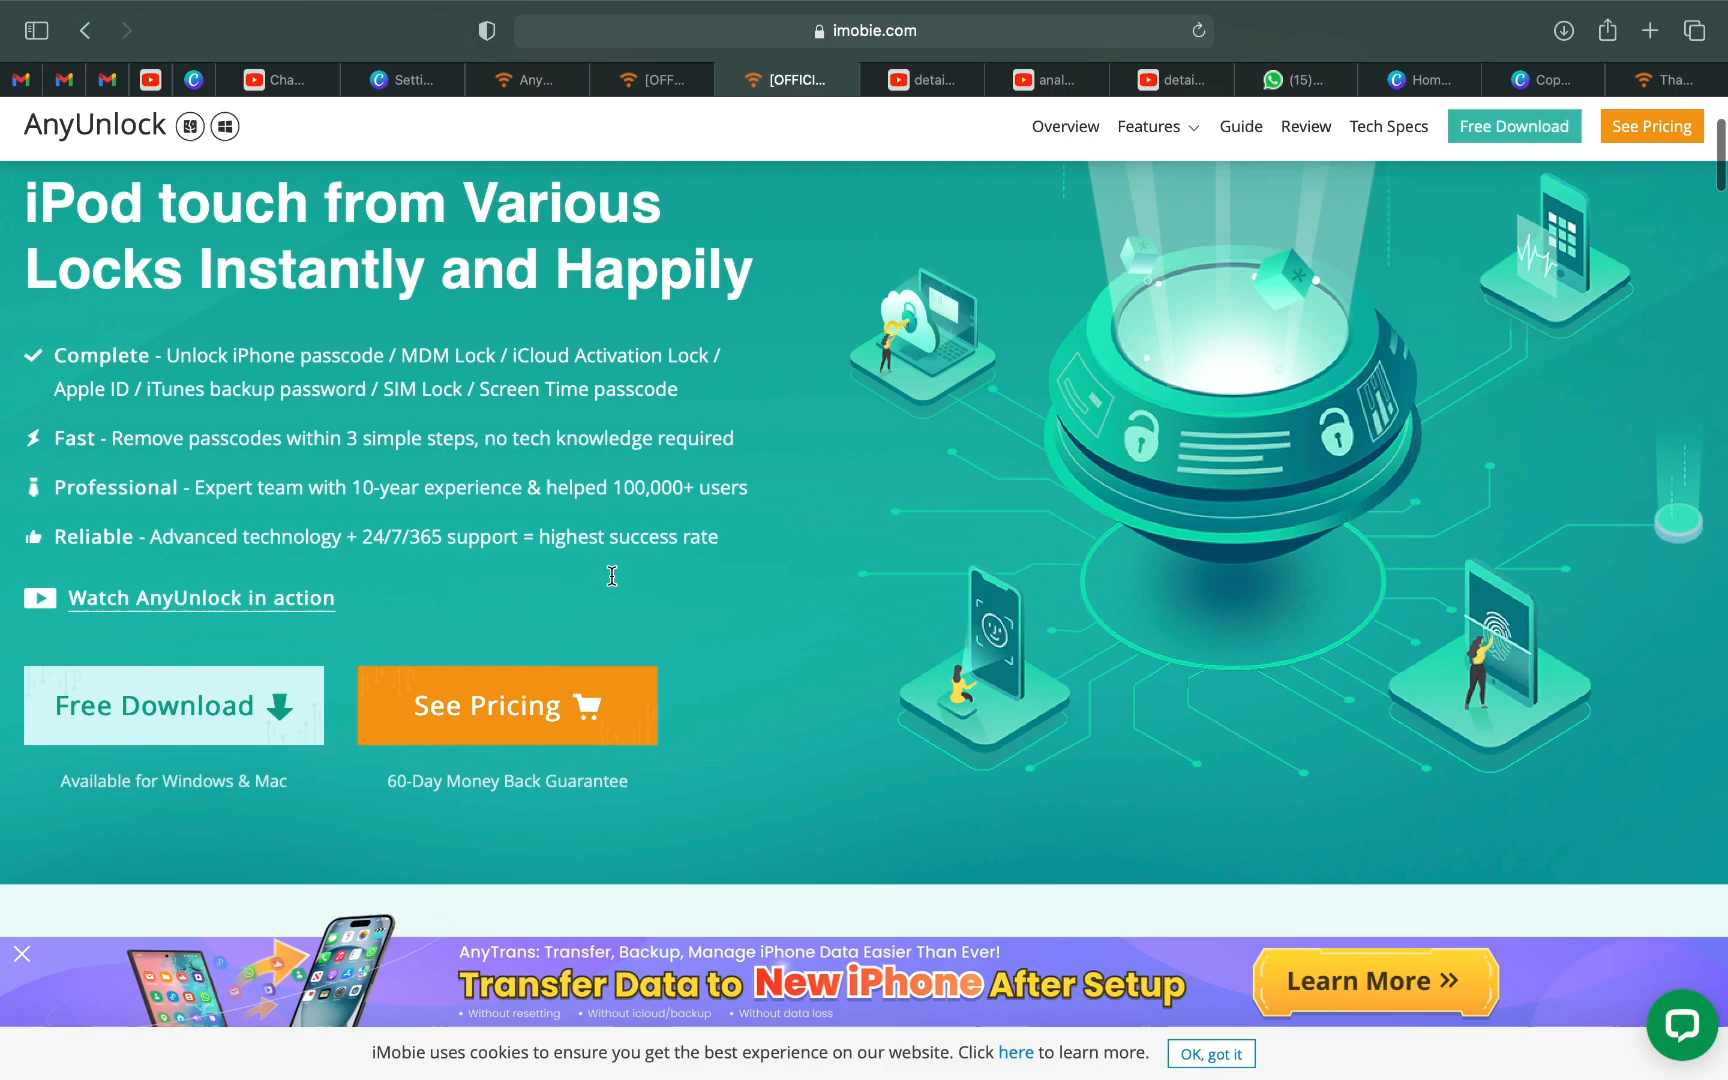 imobie.com
Cha...
Setti...
Any...
[OFF...
[OFFICI...
detai...
anal...
detai...
(15)...
Hom...
Cop...
Tha...
AnyUnlock
Overview
Features
Guide
Review
Tech Specs
Free Download
See Pricing
iPod touch from Various
Locks Instantly and Happily
Complete - Unlock iPhone passcode / MDM Lock / iCloud Activation Lock /
Apple ID / iTunes backup password / SIM Lock / Screen Time passcode
Fast - Remove passcodes within 3 simple steps, no tech knowledge required
Professional - Expert team with 10-year experience & helped 100,000+ users
Reliable - Advanced technology + 24/7/365 support = highest success rate
Watch AnyUnlock in action
Free Download
See Pricing
Available for Windows & Mac
60-Day Money Back Guarantee
AnyTrans: Transfer, Backup, Manage iPhone Data Easier Than Ever!
Transfer Data to New iPhone After Setup
• Without resetting • Without icloud/backup • Without data loss
Learn More »
iMobie uses cookies to ensure you get the best experience on our website. Click here to learn more.
OK, got it